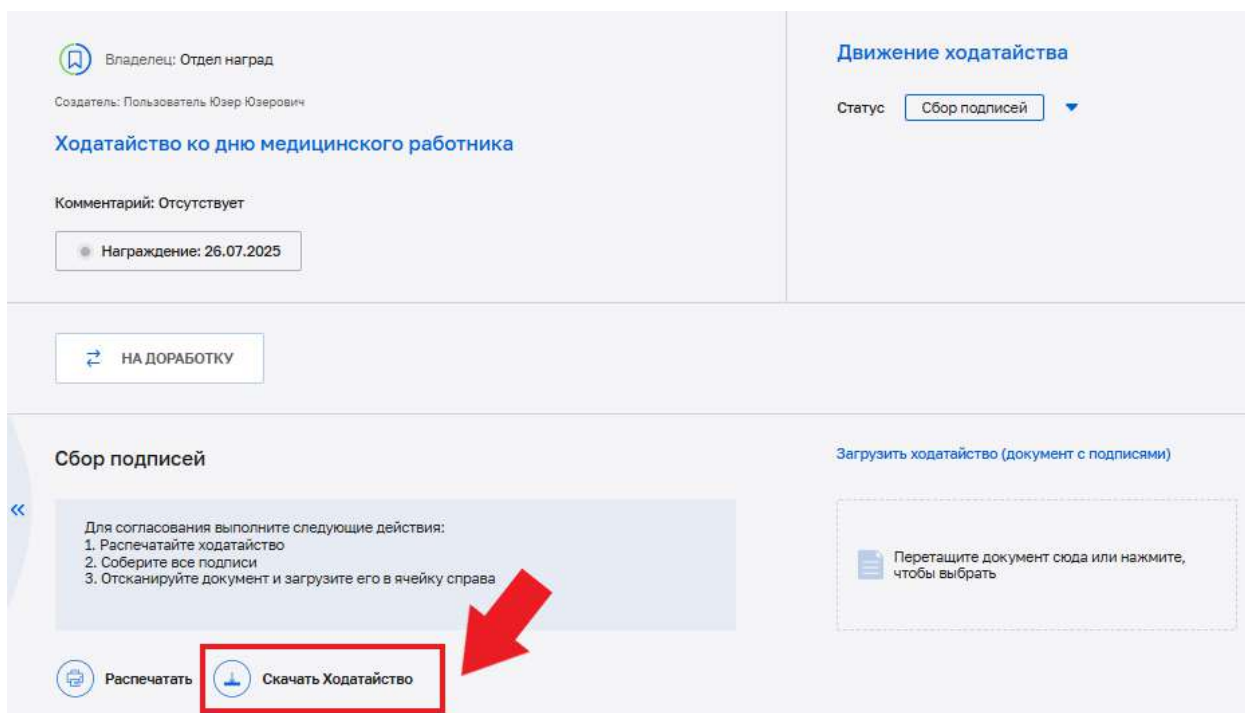 Владелец: Отдел наград
Создатель: Пользователь Юзер Юзерович
Ходатайство ко дню медицинского работника
Комментарий: Отсутствует
Награждение: 26.07.2025
Движение ходатайства
Статус Сбор подписей
НА ДОРАБОТКУ
Сбор подписей
Для согласования выполните следующие действия:
1. Распечатайте ходатайство
2. Соберите все подписи
3. Отсканируйте документ и загрузите его в ячейку справа
Распечатать Скачать Ходатайство
Загрузить ходатайство (документ с подписями)
Перетащите документ сюда или нажмите,
чтобы выбрать